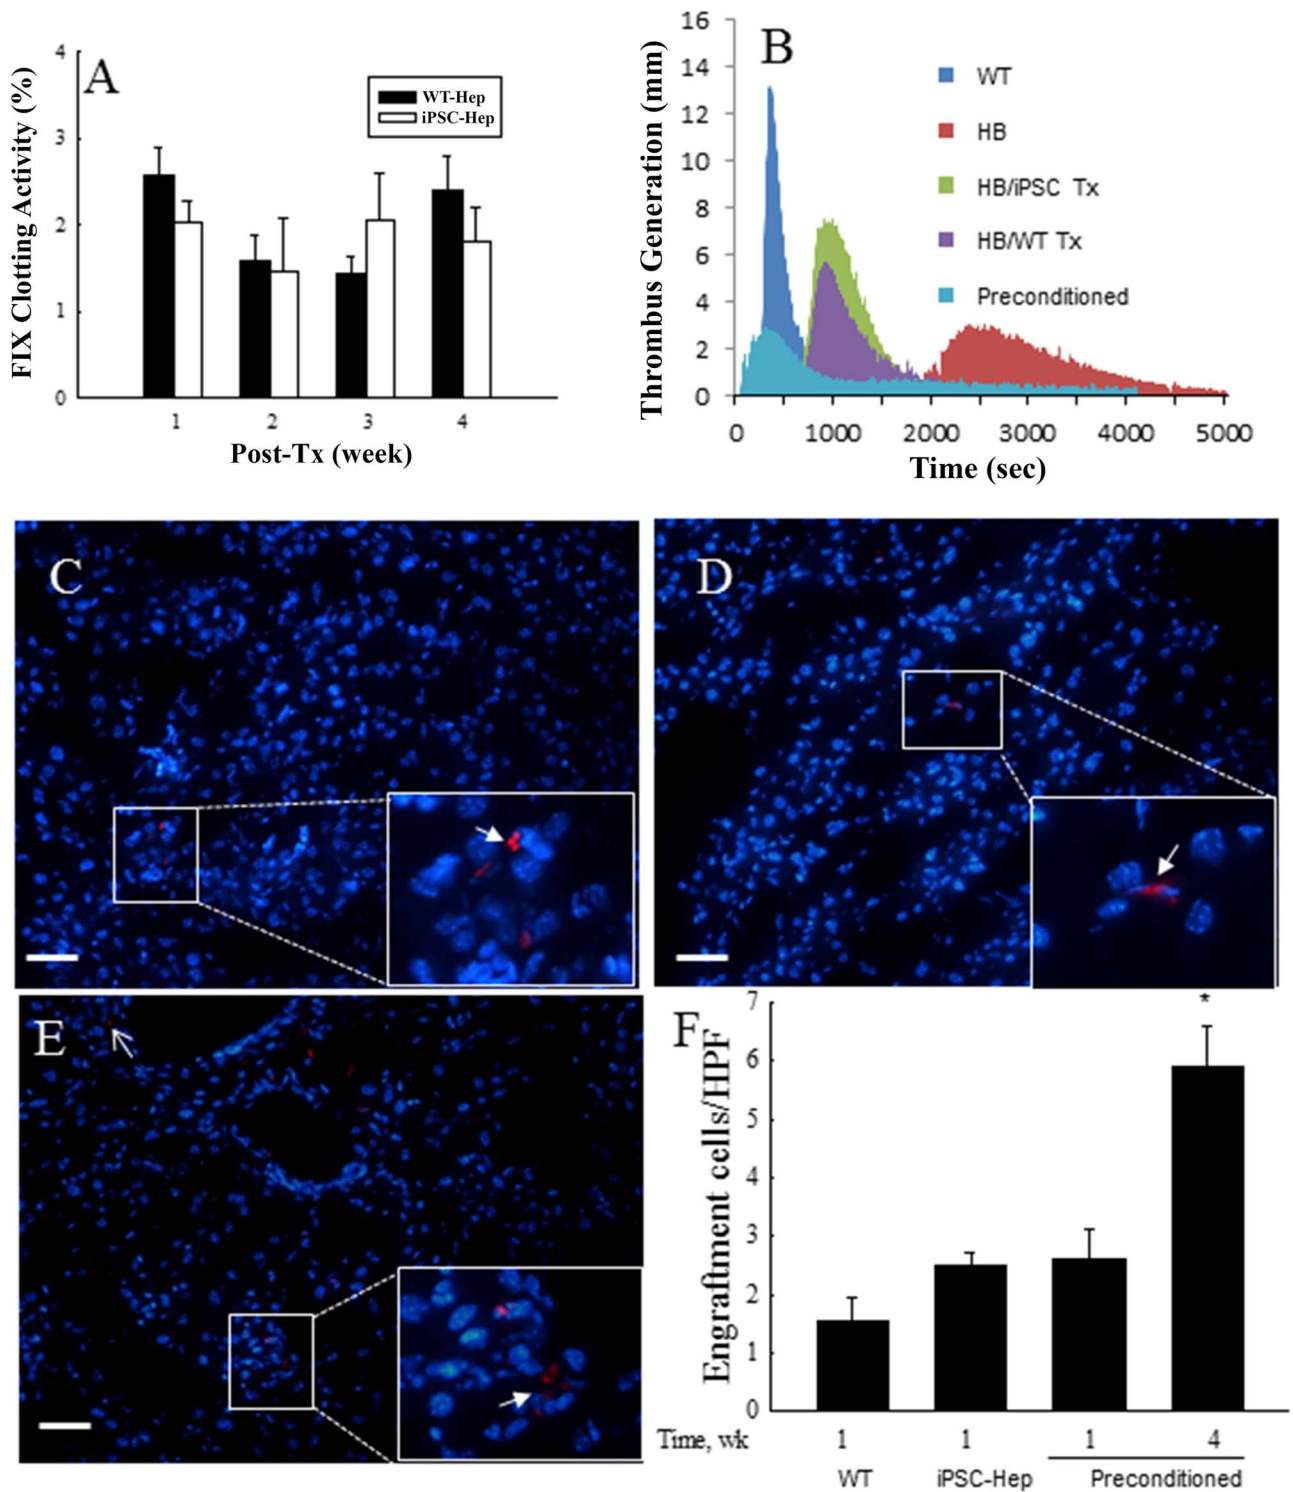 A
FIX Clotting Activity (%)
4
3
2
1
0
WT-Hep
iPSC-Hep
1 2 3 4
Post-Tx (week)
B
Thrombus Generation (mm)
16
14
12
10
8
6
4
2
0
WT
HB
HB/iPSC Tx
HB/WT Tx
Preconditioned
0 1000 2000 3000 4000 5000
Time (sec)
C
D
E
F
Engraftment cells/HPF
7
6
5
4
3
2
1
0
*
Time, wk 1 1 1 4
WT iPSC-Hep Preconditioned